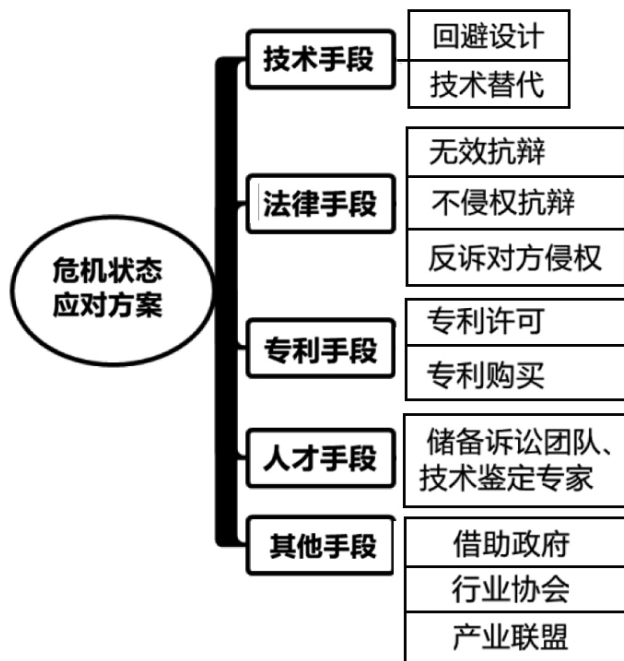 危机状态
应对方案
技术手段
回避设计
技术替代
法律手段
无效抗辩
不侵权抗辩
反诉对方侵权
专利手段
专利许可
专利购买
人才手段
储备诉讼团队、
技术鉴定专家
其他手段
借助政府
行业协会
产业联盟